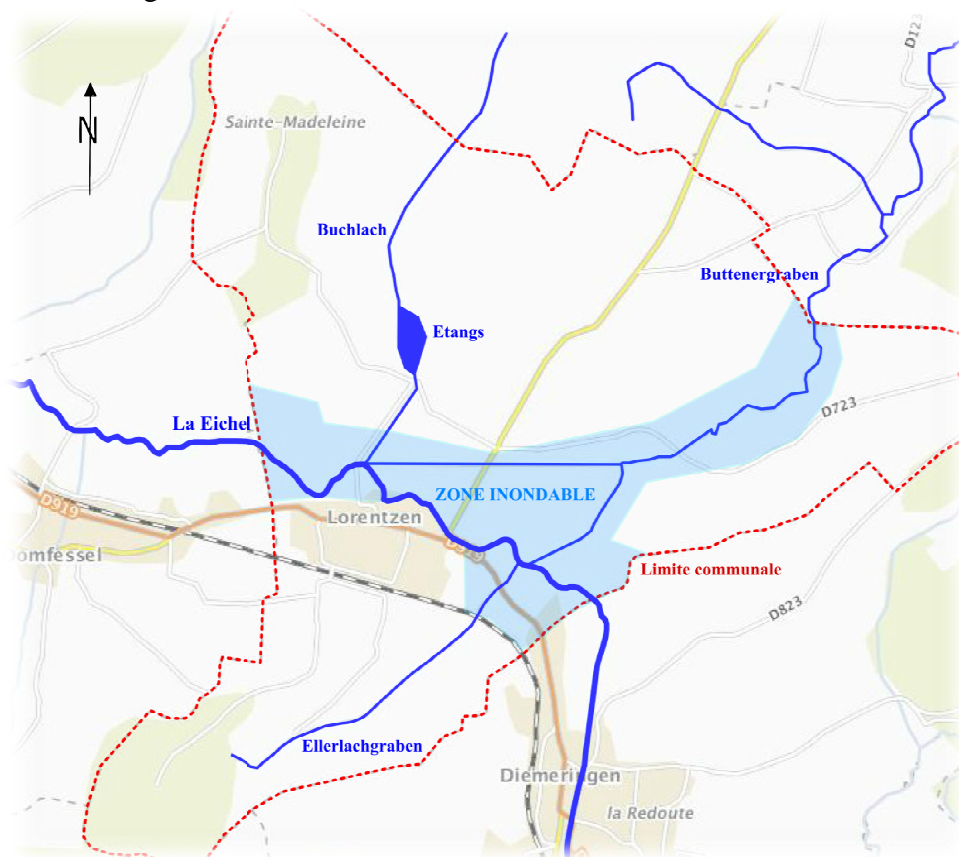 D123
N
Sainte-Madeleine
Buchlach
Buttenergraben
Etangs
D723
La Eichel
ZONE INONDABLE
D919
Lorentzen
D919
omfessel
Limite communale
D823
Ellerlachgraben
Diemeringen
la Redoute